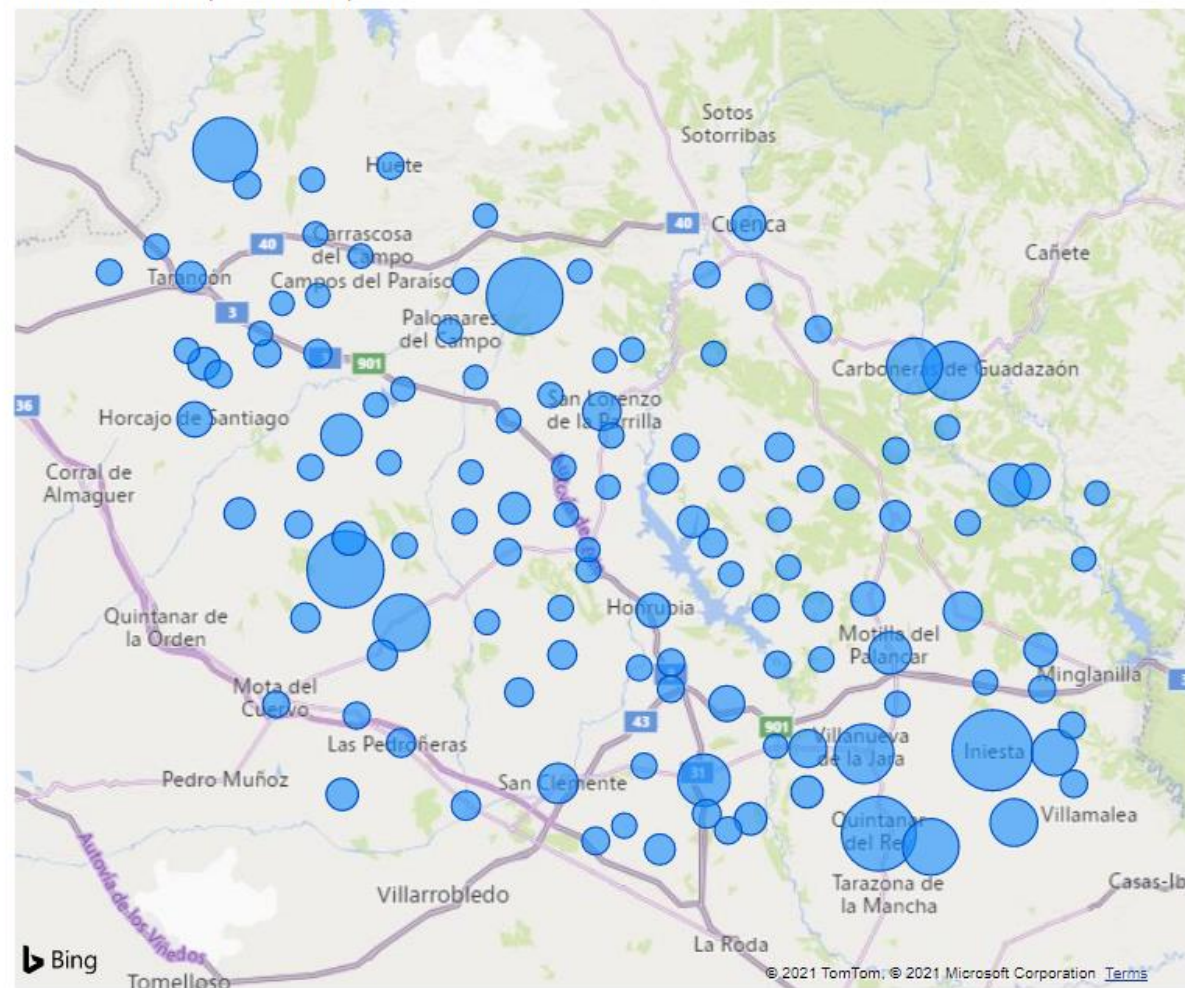 Sotos
Sotorribas
Huete
40
Cuenca
Carrascosa
del Campo
40
Cañete
Tarancón
Campos del Paraíso
3
Palomares
del Campo
901
Carboneras de Guadazaón
36
San Lorenzo
de la Parrilla
Horcajo de Santiago
Corral de
Almaguer
Quintanar de
la Orden
Honrubia
Motilla del
Palancar
Minglanilla
Mota del
Cuervo
43
901
Las Pedroñeras
Villanueva
de la Jara
Iniesta
Pedro Muñoz
San Clemente
31
Villamalea
Quintanar
del Rey
Autovía de los Viñedos
Villarrobledo
Tarazona de
la Mancha
Casas-Ib
La Roda
Bing
Tomelloso
© 2021 TomTom, © 2021 Microsoft Corporation Terms